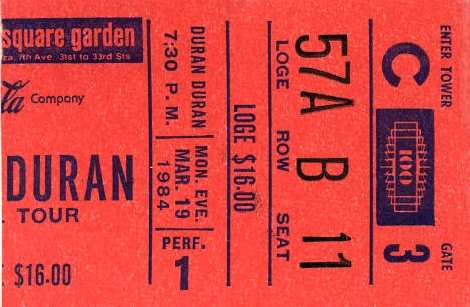 square garden
za, 7th Ave. 31st to 33rd Sts
Company
DURAN
TOUR
$16.00
DURAN DURAN
7:30 P.M.
MON. EVE.
MAR. 19
1984
PERF.
1
LOGE $16.00
57A B 11
LOGE ROW SEAT
ENTER TOWER
C
100
GATE
3